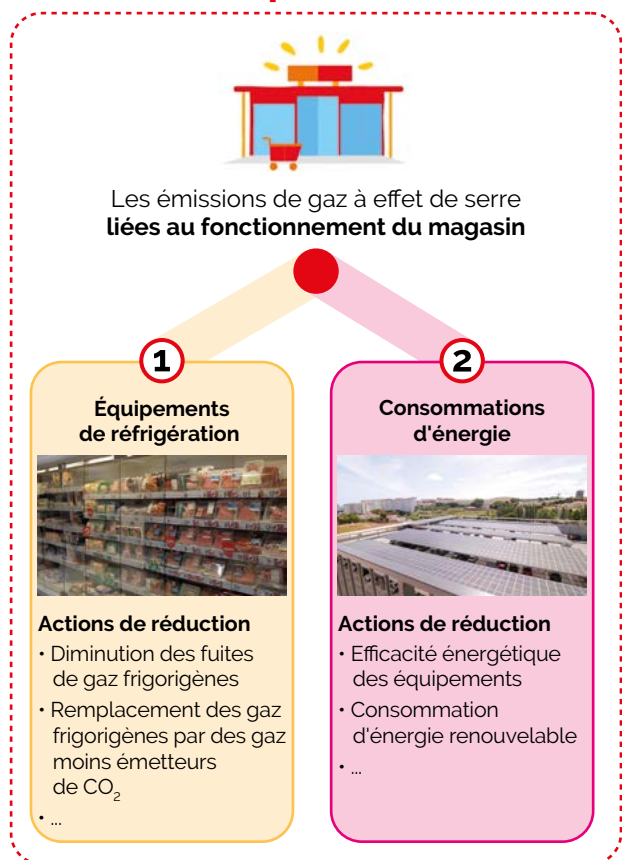 Les émissions de gaz à effet de serre
liées au fonctionnement du magasin
1
Équipements
de réfrigération
Actions de réduction
• Diminution des fuites
de gaz frigorigènes
• Remplacement des gaz
frigorigènes par des gaz
moins émetteurs
de CO₂
• ...
2
Consommations
d'énergie
Actions de réduction
• Efficacité énergétique
des équipements
• Consommation
d'énergie renouvelable
• ...